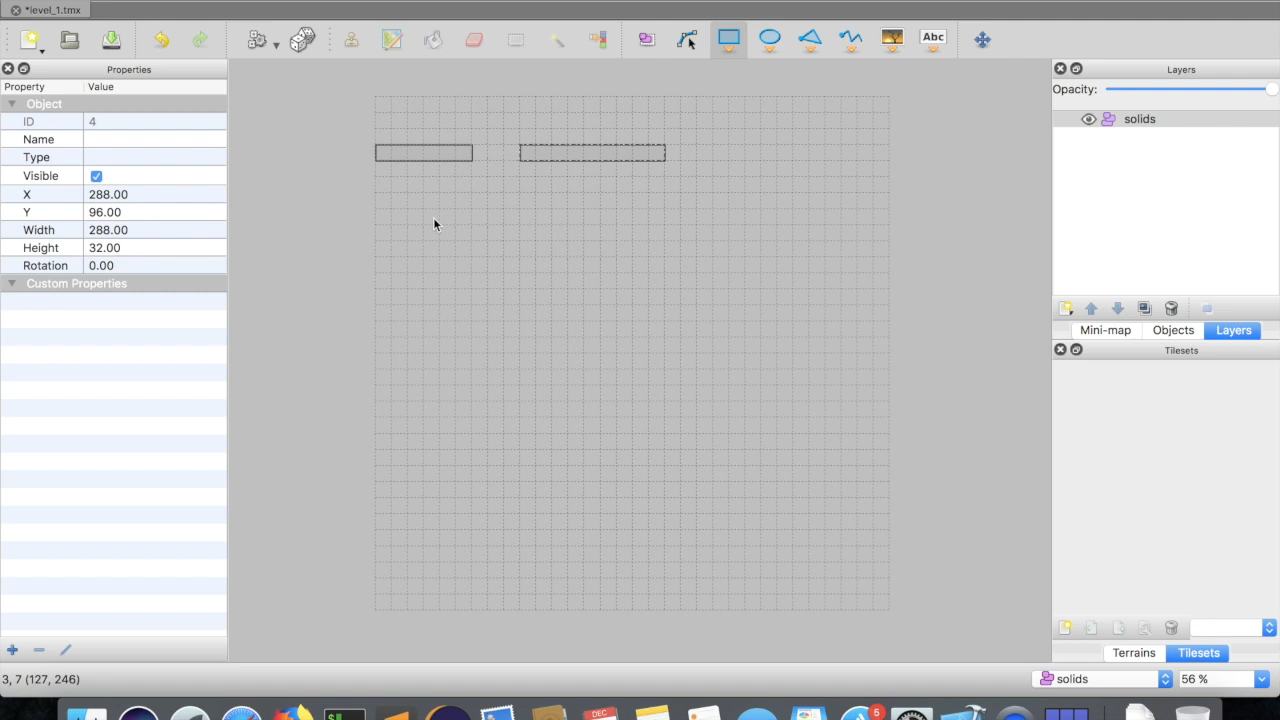 *level_1.tmx
Abc
Properties
Layers
Property Value
Opacity:
Object
solids
ID 4
Name
Type
Visible
X 288.00
Y 96.00
Width 288.00
Height 32.00
Rotation 0.00
Custom Properties
Mini-map Objects Layers
Tilesets
Terrains Tilesets
3, 7 (127, 246)
solids 56 %
$
DEC
6